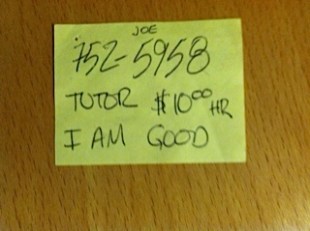 JOE
752-5958
TUTOR $10⁰⁰ HR
I AM GOOD